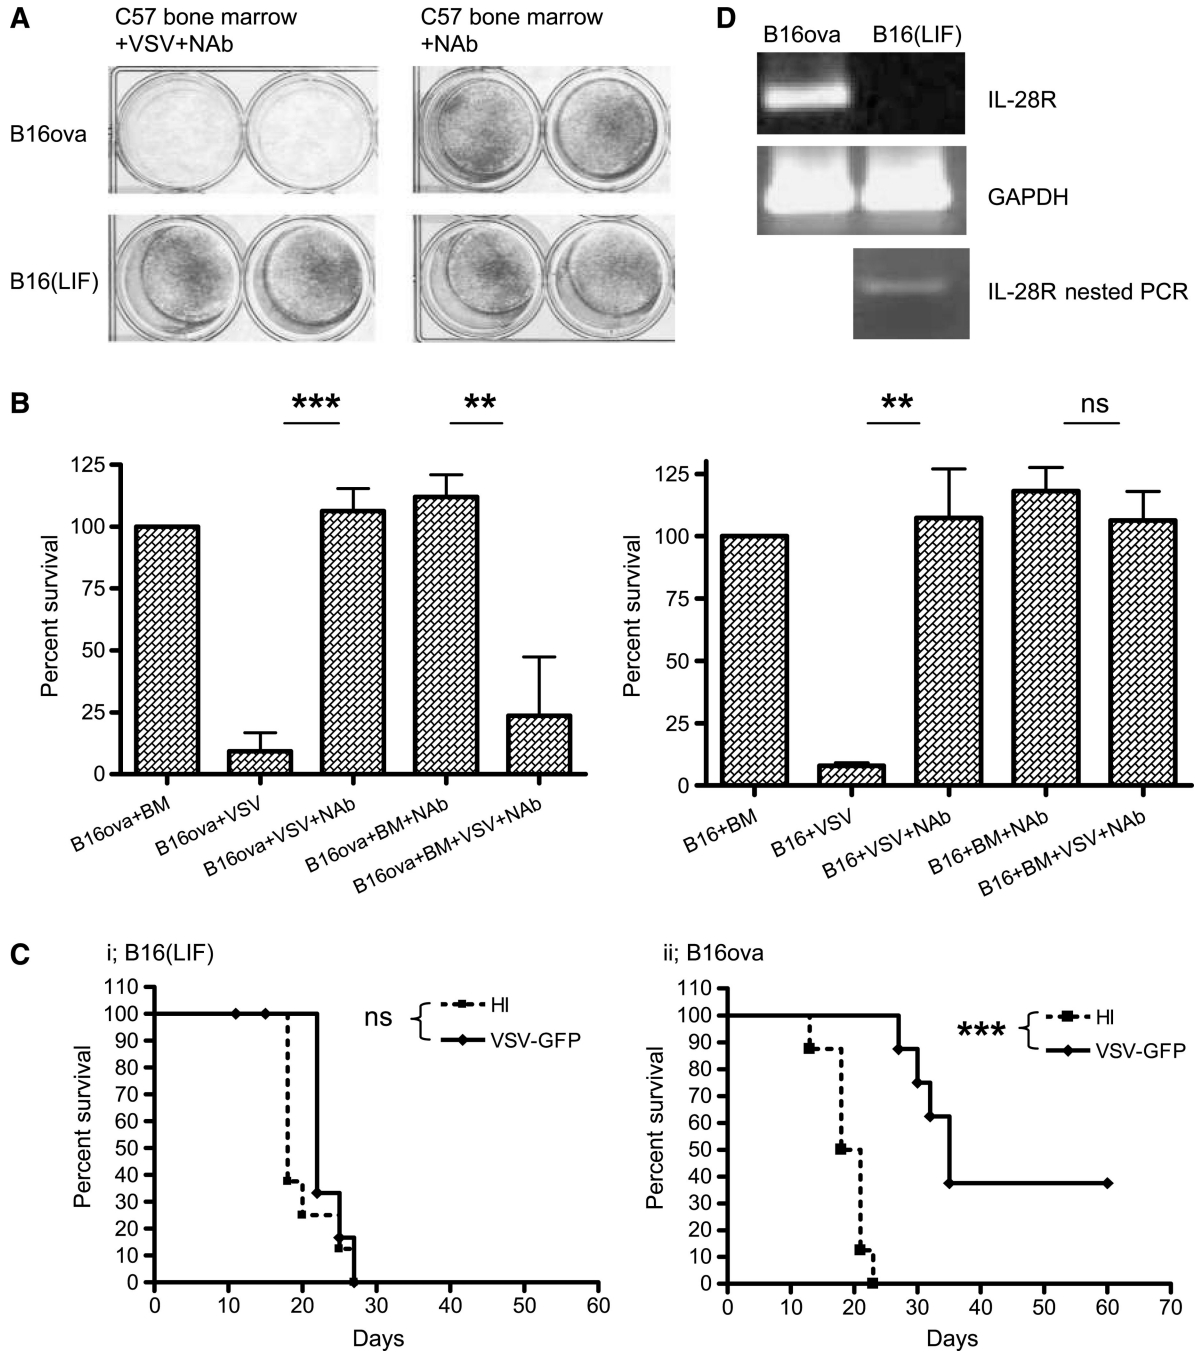 A
C57 bone marrow
+VSV+NAb
C57 bone marrow
+NAb
B16ova
B16(LIF)
D
B16ova B16(LIF)
IL-28R
GAPDH
IL-28R nested PCR
B
*** **
Percent survival
125
100
75
50
25
0
B16ova+BM
B16ova+VSV
B16ova+VSV+NAb
B16ova+BM+NAb
B16ova+BM+VSV+NAb
** ns
Percent survival
125
100
75
50
25
0
B16+BM
B16+VSV
B16+VSV+NAb
B16+BM+NAb
B16+BM+VSV+NAb
C
i; B16(LIF)
Percent survival
110
100
90
80
70
60
50
40
30
20
10
0
0 10 20 30 40 50 60
Days
ns
HI
VSV-GFP
ii; B16ova
Percent survival
110
100
90
80
70
60
50
40
30
20
10
0
0 10 20 30 40 50 60 70
Days
***
HI
VSV-GFP